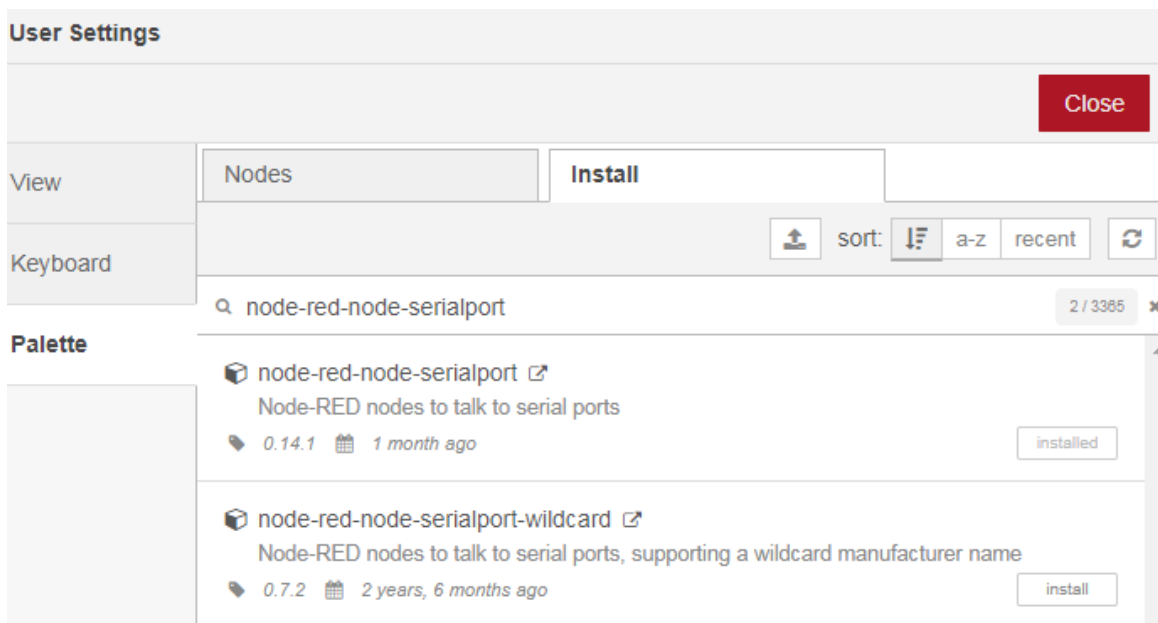 User Settings
Close
View
Keyboard
Palette
Nodes
Install
sort: a-z recent
node-red-node-serialport
2 / 3365
node-red-node-serialport
Node-RED nodes to talk to serial ports
0.14.1 1 month ago
installed
node-red-node-serialport-wildcard
Node-RED nodes to talk to serial ports, supporting a wildcard manufacturer name
0.7.2 2 years, 6 months ago
install